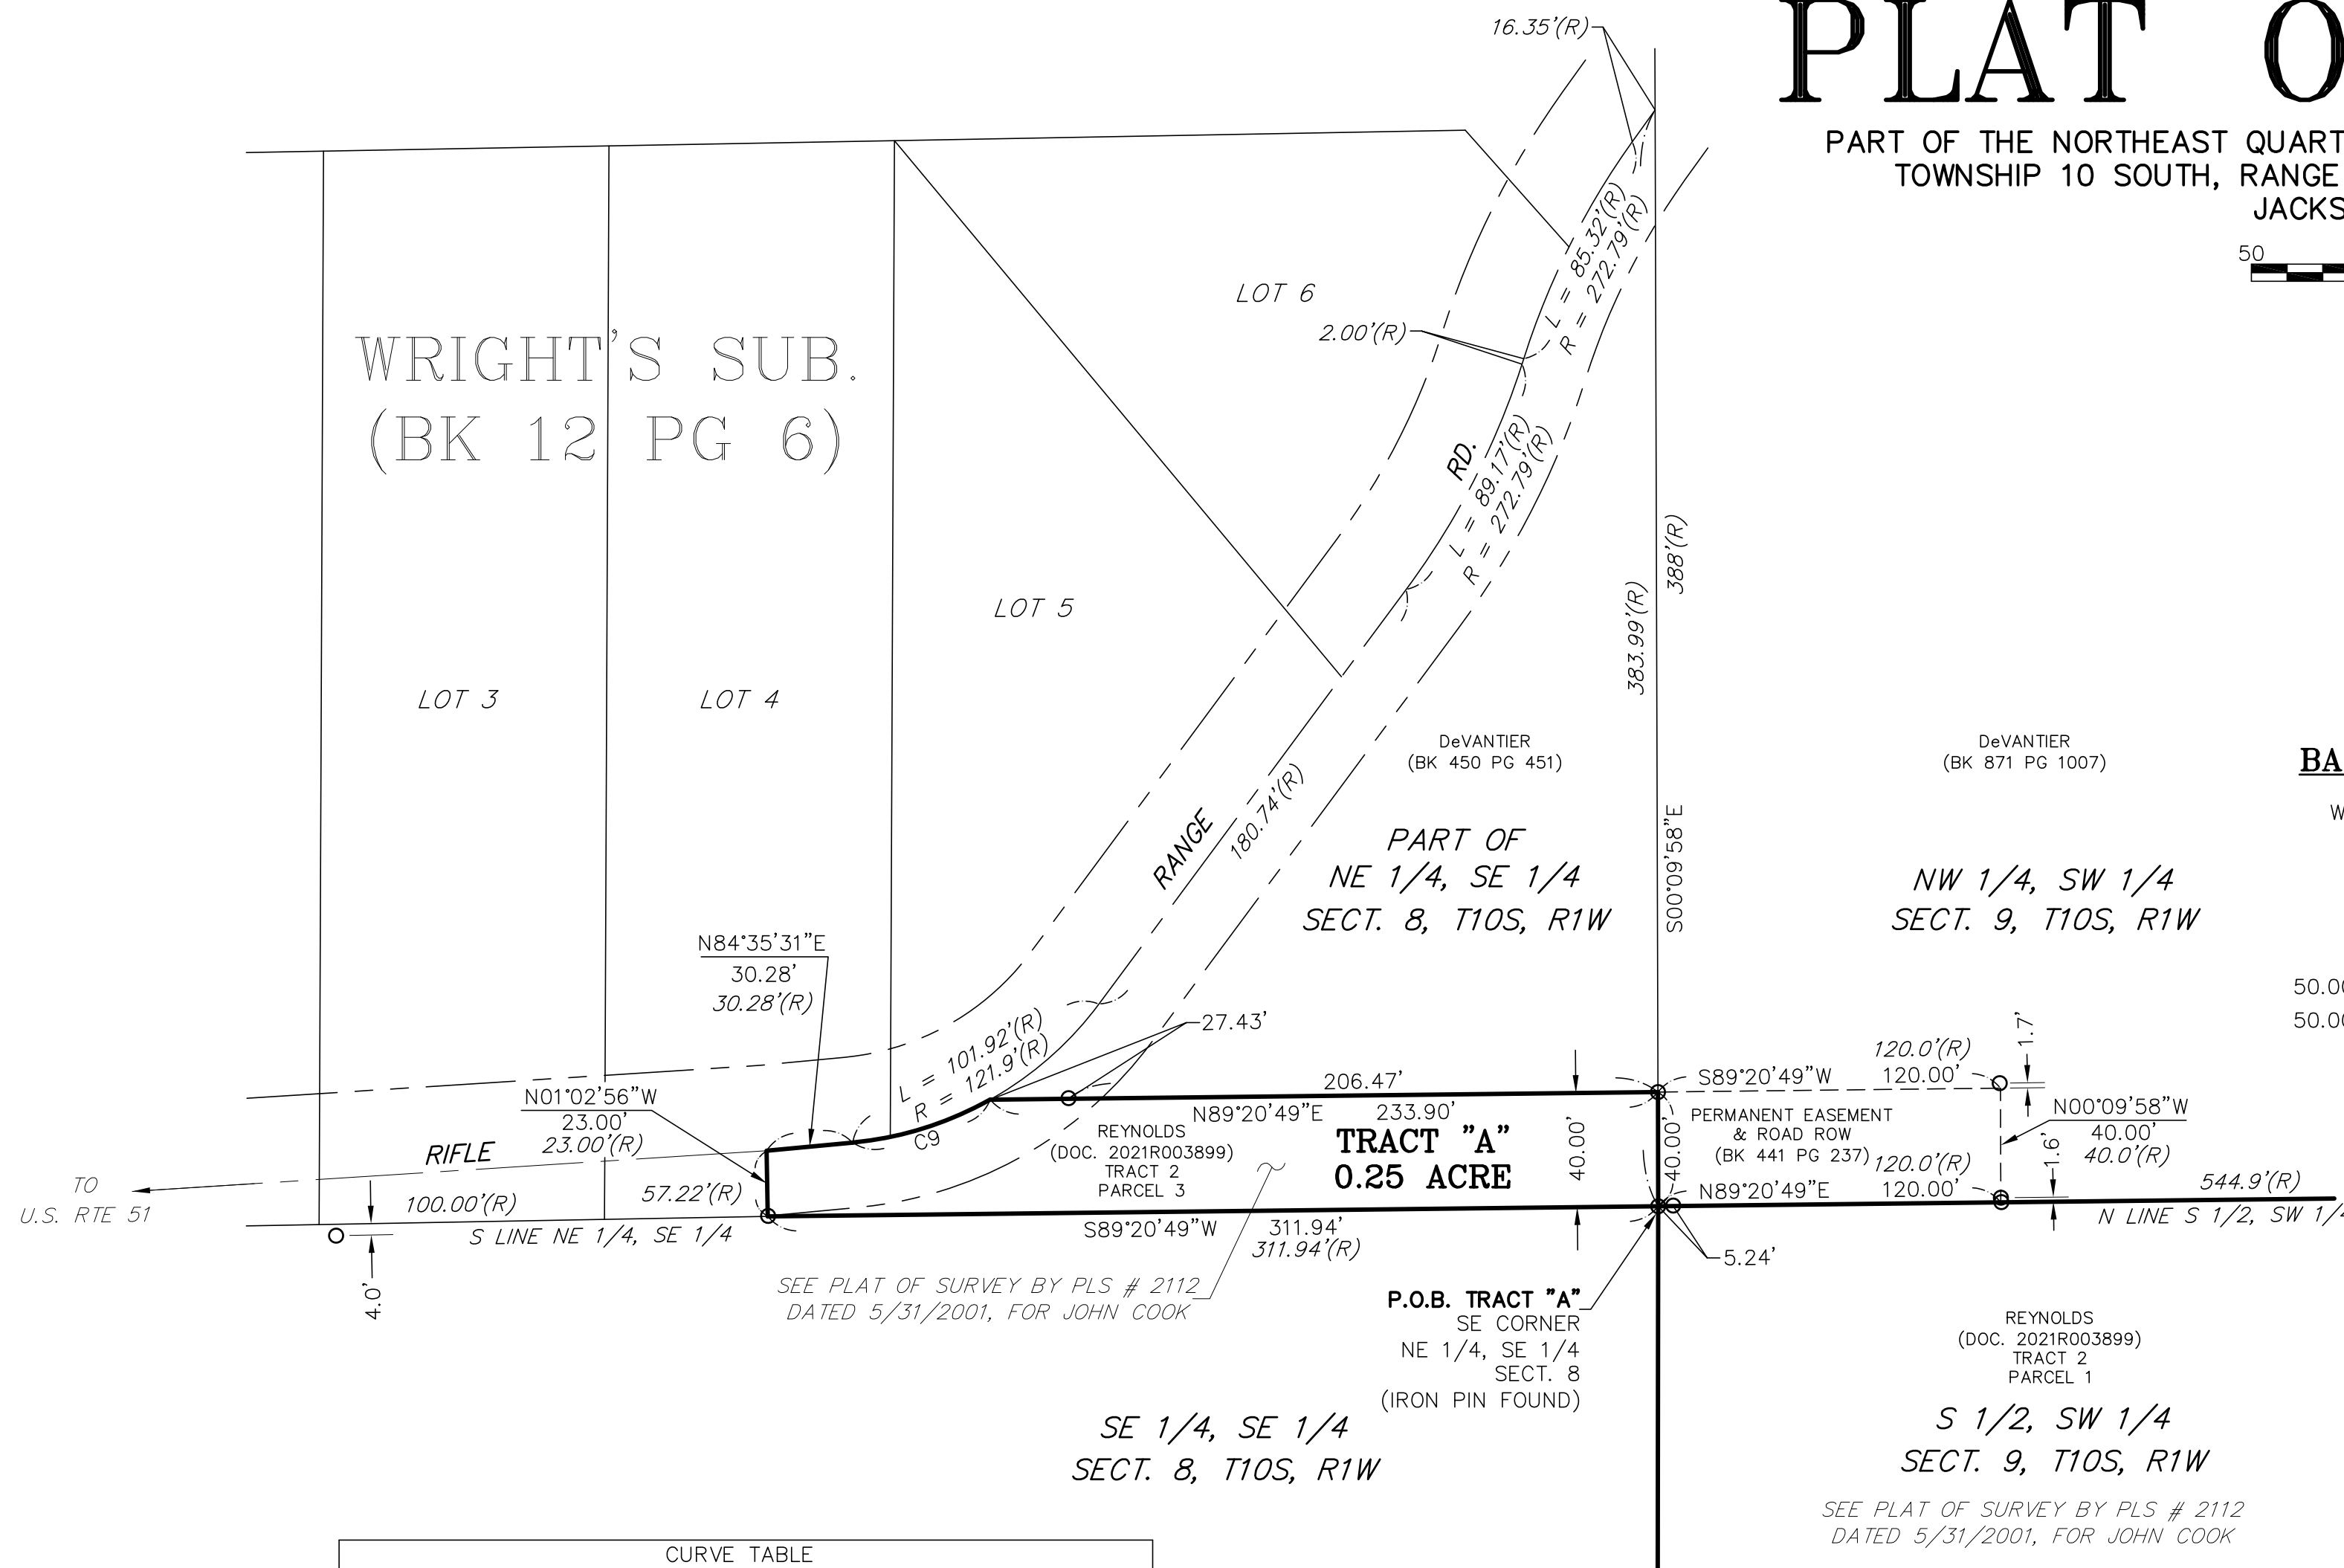 PLAT O
PART OF THE NORTHEAST QUART
TOWNSHIP 10 SOUTH, RANGE
JACKS
50
16.35'(R)
L = 85.32'(R)
R = 272.79'(R)
LOT 6
2.00'(R)
WRIGHT'S SUB.
(BK 12 PG 6)
RD.
L = 89.17'(R)
R = 272.79'(R)
388'(R)
383.99'(R)
LOT 5
LOT 3
LOT 4
DeVANTIER
(BK 450 PG 451)
DeVANTIER
(BK 871 PG 1007)
BA
W
RANGE
180.74'(R)
S00°09'58"E
PART OF
NE 1/4, SE 1/4
SECT. 8, T10S, R1W
NW 1/4, SW 1/4
SECT. 9, T10S, R1W
N84°35'31"E
30.28'
30.28'(R)
50.00
50.00
27.43'
L = 101.92'(R)
R = 121.9'(R)
C9
1.7'
120.0'(R)
S89°20'49"W 120.00'
206.47'
N89°20'49"E 233.90'
N01°02'56"W
23.00'
23.00'(R)
RIFLE
REYNOLDS
(DOC. 2021R003899)
TRACT 2
PARCEL 3
TRACT "A"
0.25 ACRE
40.00'
40.00'
PERMANENT EASEMENT
& ROAD ROW
(BK 441 PG 237)
N00°09'58"W
40.00'
40.0'(R)
1.6'
120.0'(R)
N89°20'49"E 120.00'
544.9'(R)
N LINE S 1/2, SW 1/4
TO
U.S. RTE 51
100.00'(R)
57.22'(R)
S LINE NE 1/4, SE 1/4
4.0'
S89°20'49"W 311.94'
311.94'(R)
5.24'
SEE PLAT OF SURVEY BY PLS # 2112
DATED 5/31/2001, FOR JOHN COOK
P.O.B. TRACT "A"
SE CORNER
NE 1/4, SE 1/4
SECT. 8
(IRON PIN FOUND)
REYNOLDS
(DOC. 2021R003899)
TRACT 2
PARCEL 1
SE 1/4, SE 1/4
SECT. 8, T10S, R1W
S 1/2, SW 1/4
SECT. 9, T10S, R1W
SEE PLAT OF SURVEY BY PLS # 2112
DATED 5/31/2001, FOR JOHN COOK
CURVE TABLE